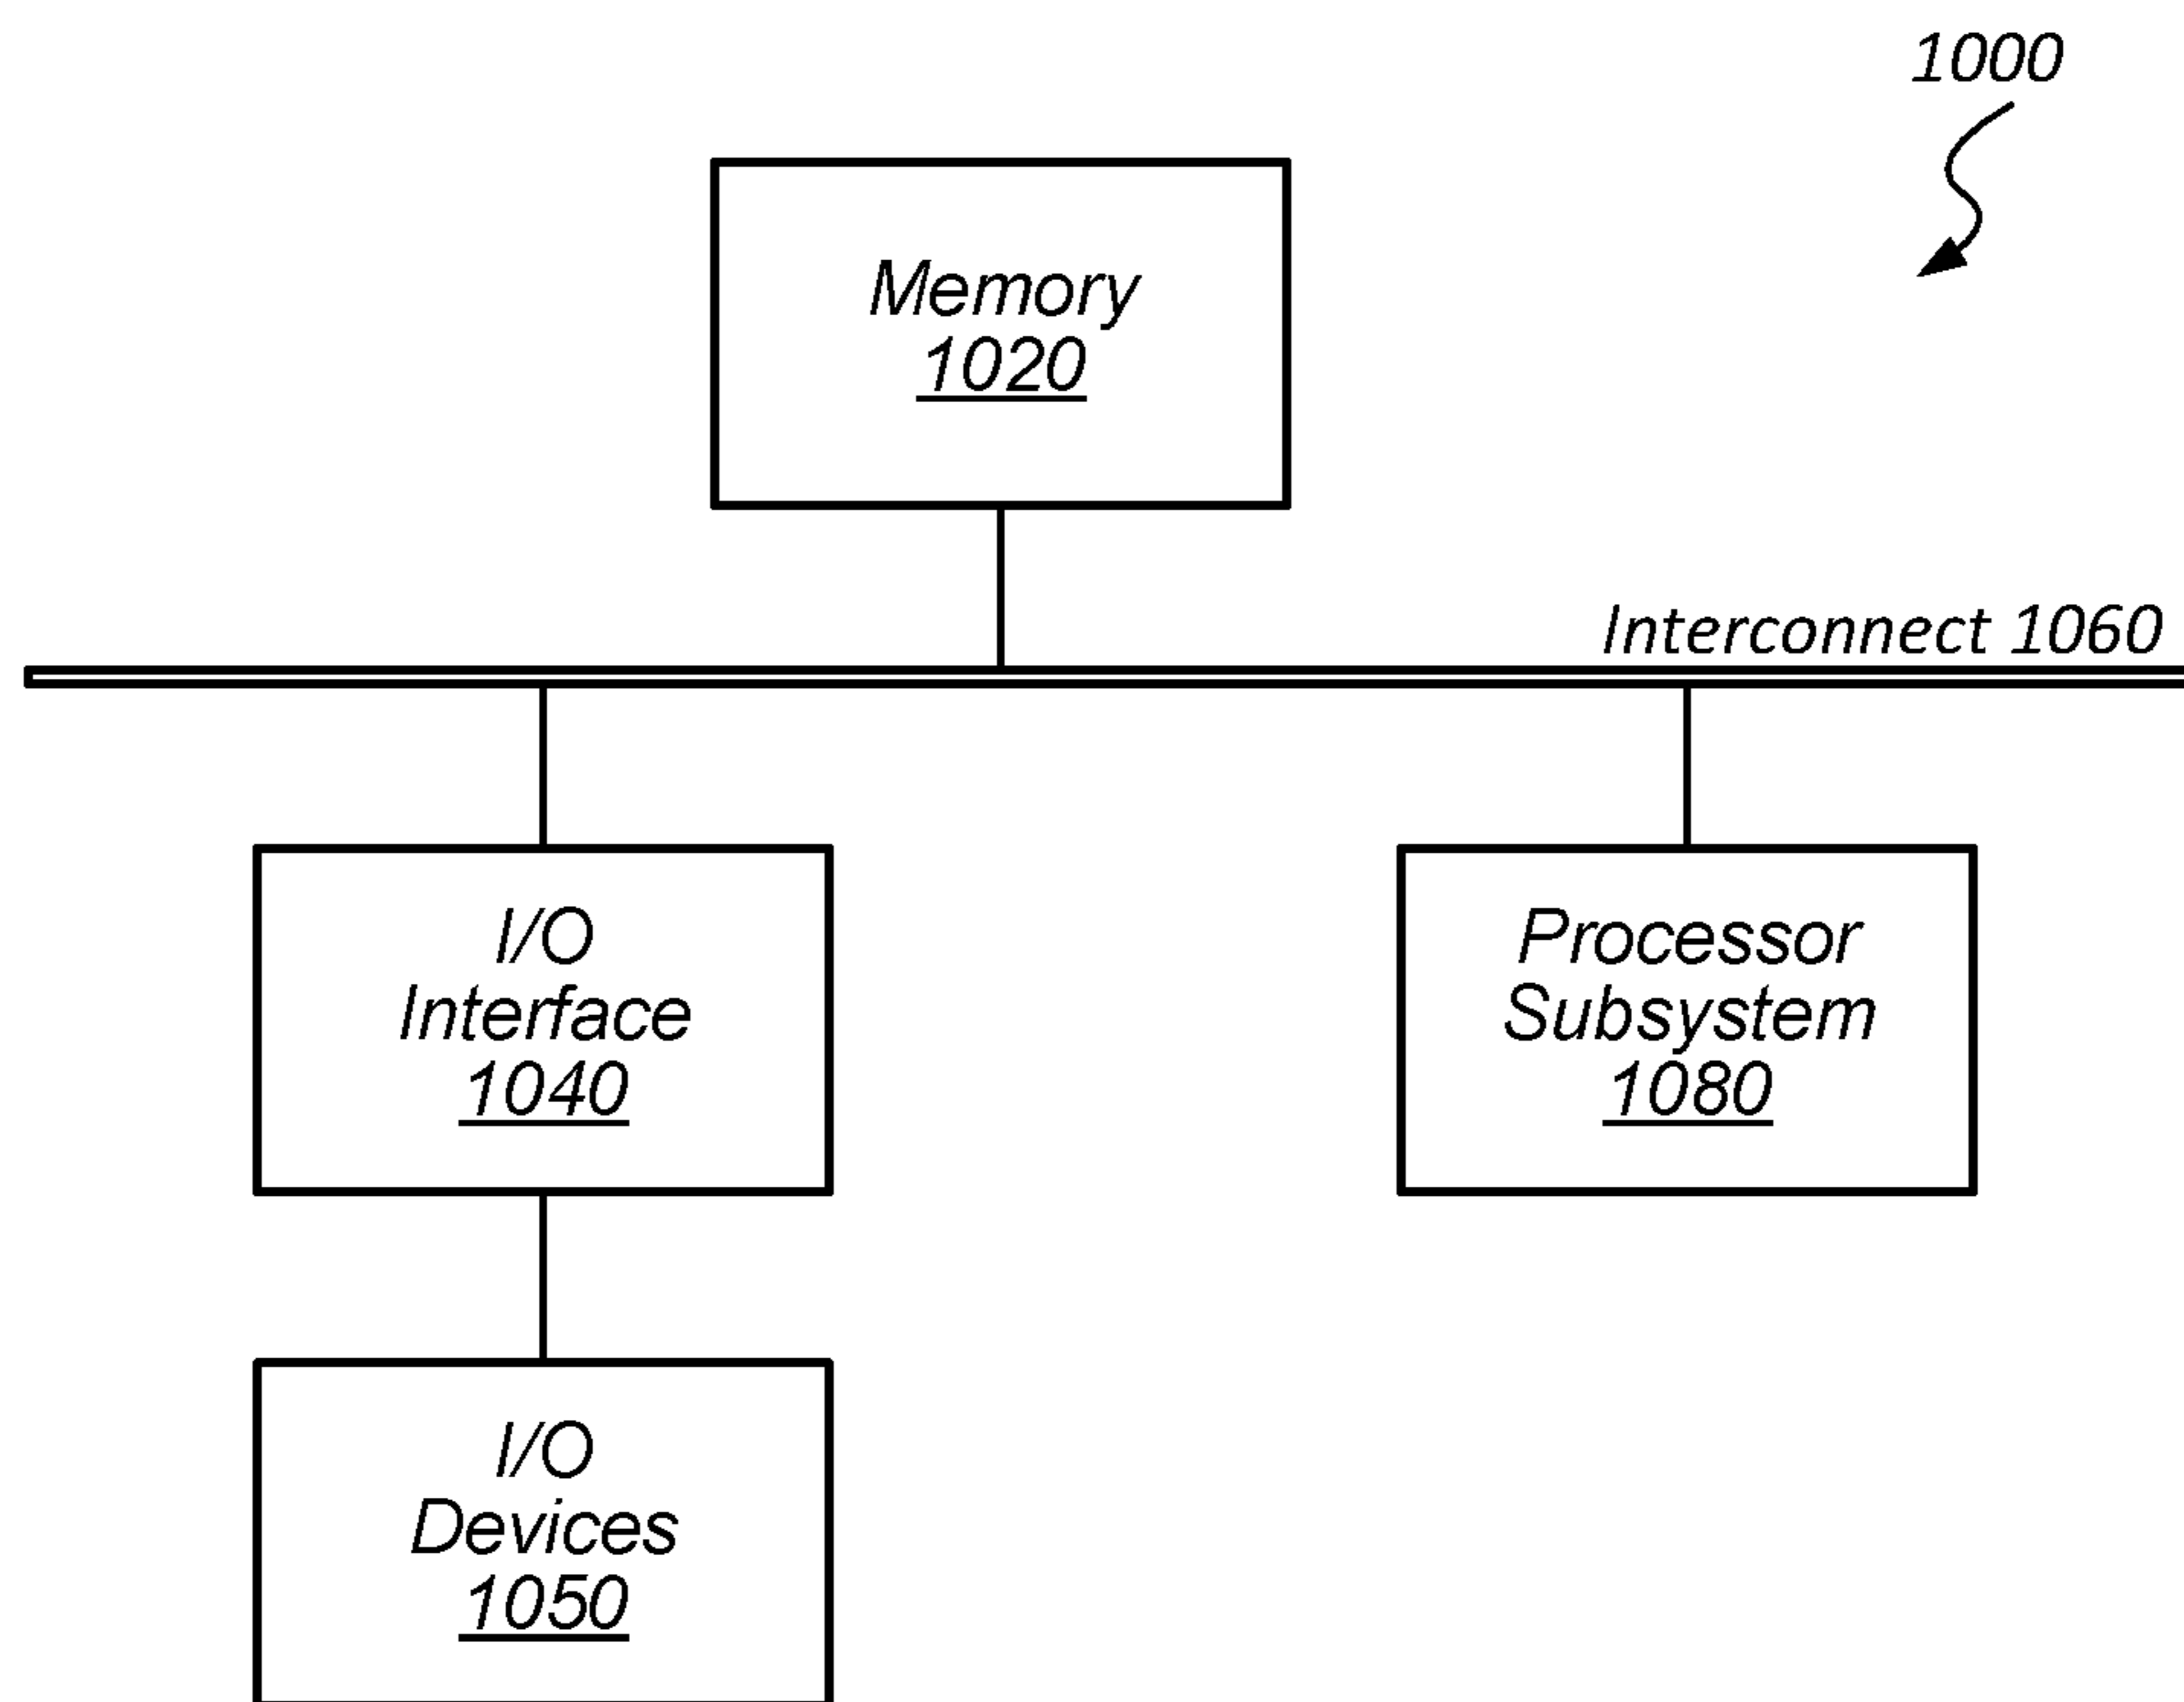 1000
Memory
1020
Interconnect 1060
I/O
Interface
1040
Processor
Subsystem
1080
I/O
Devices
1050